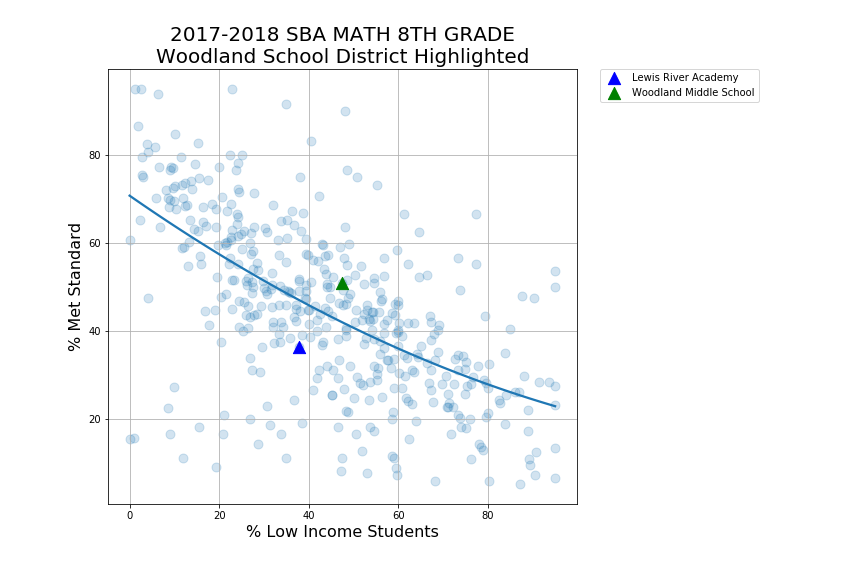 2017-2018 SBA MATH 8TH GRADE
Woodland School District Highlighted
Lewis River Academy
Woodland Middle School
% Met Standard
80
60
40
20
0 20 40 60 80
% Low Income Students